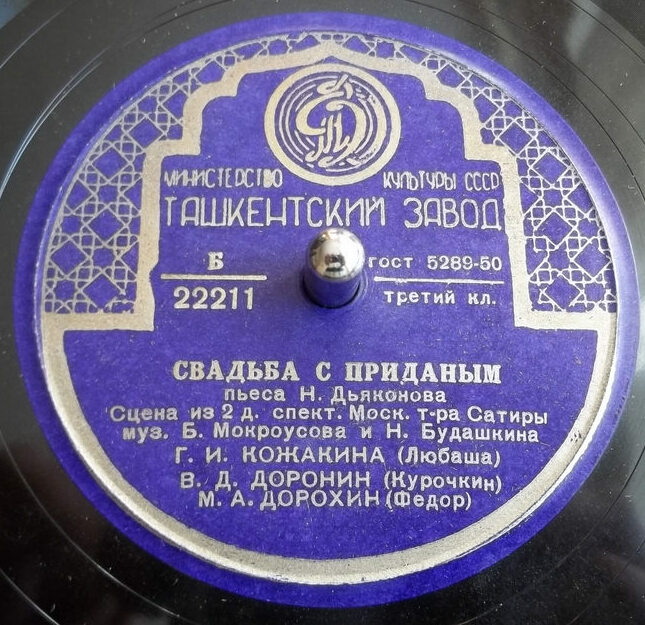 МИНИСТЕРСТВО КУЛЬТУРЫ СССР
ТАШКЕНТСКИЙ ЗАВОД
Б ГОСТ 5289-50
22211 ТРЕТИЙ КЛ.
СВАДЬБА С ПРИДАНЫМ
пьеса Н. Дьяконова
Сцена из 2 д. спект. Моск. т-ра Сатиры
муз. Б. Мокроусова и Н. Будашкина
Г. И. КОЖАКИНА (Любаша)
В. Д. ДОРОНИН (Курочкин)
М. А. ДОРОХИН (Федор)